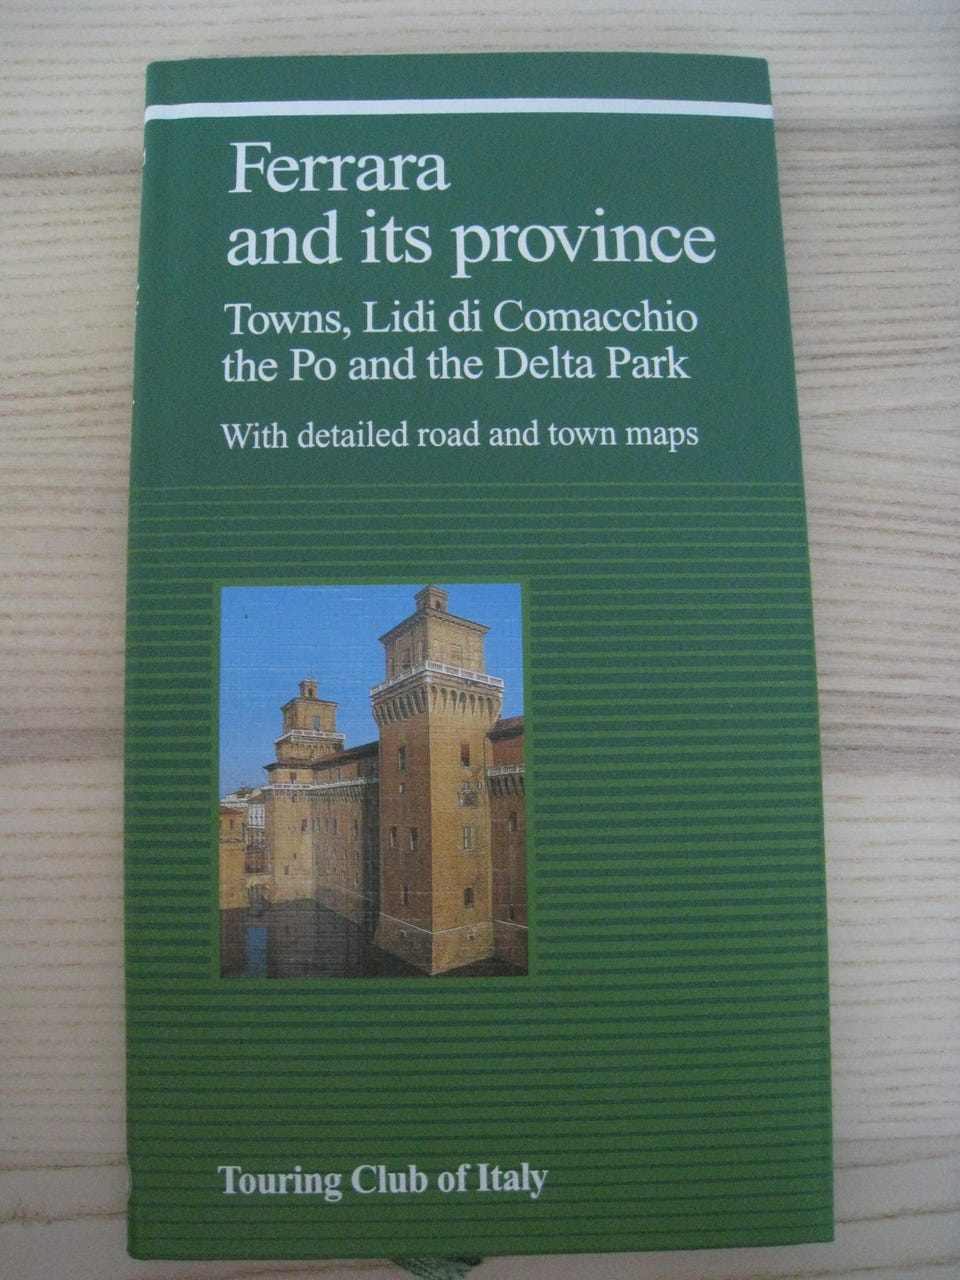 Ferrara
and its province
Towns, Lidi di Comacchio
the Po and the Delta Park
With detailed road and town maps
Touring Club of Italy